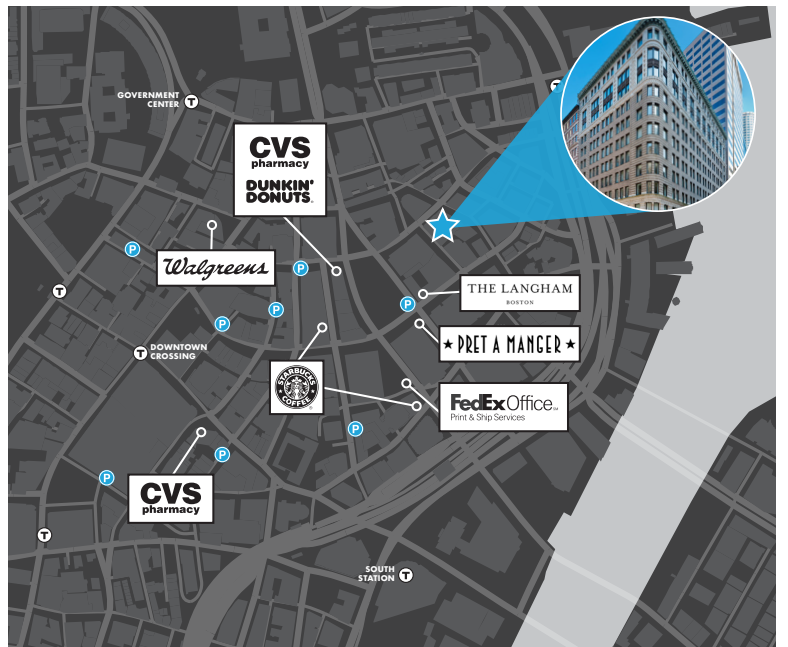 GOVERNMENT
CENTER
T
T
CVS
pharmacy
DUNKIN'
DONUTS
P
Walgreens
P
THE LANGHAM
BOSTON
T
P
P
P
PRET A MANGER
DOWNTOWN
CROSSING
T
STARBUCKS
COFFEE
FedEx Office
SM
Print & Ship Services
P
P
P
CVS
pharmacy
T
SOUTH
STATION
T